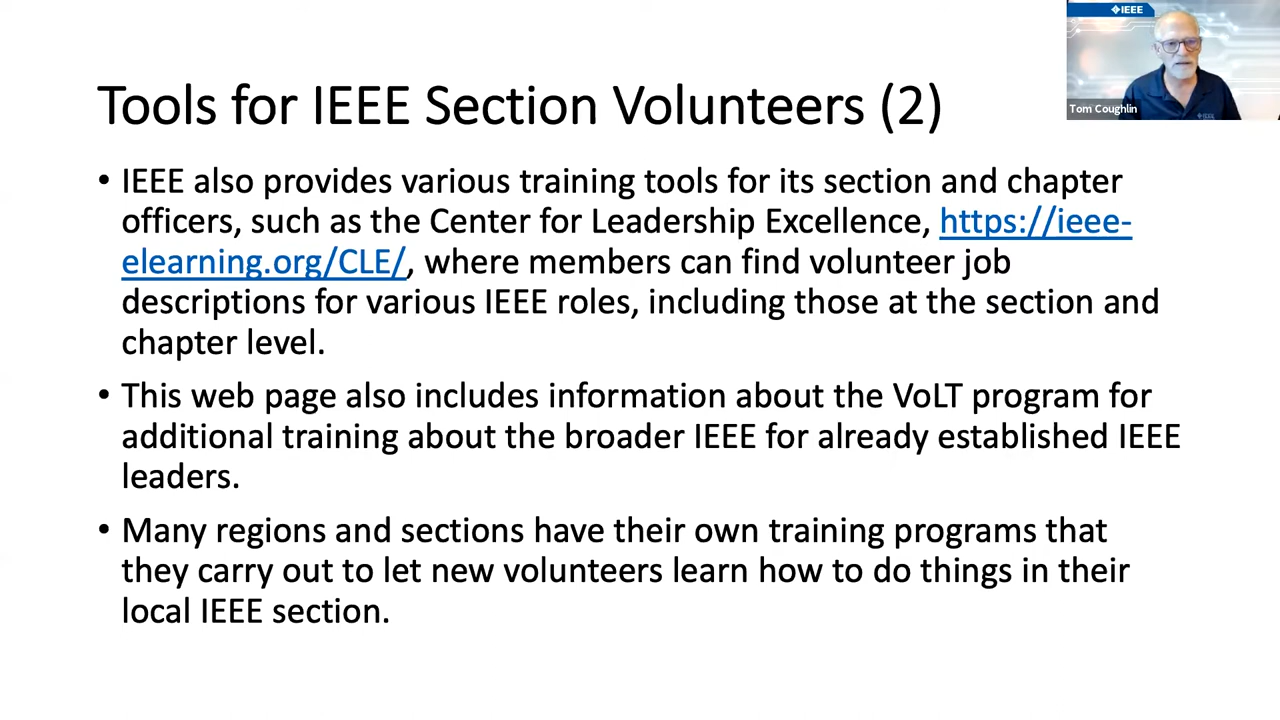 IEEE
Tom Coughlin
Tools for IEEE Section Volunteers (2)
• IEEE also provides various training tools for its section and chapter
officers, such as the Center for Leadership Excellence, https://ieee-
elearning.org/CLE/, where members can find volunteer job
descriptions for various IEEE roles, including those at the section and
chapter level.
• This web page also includes information about the VoLT program for
additional training about the broader IEEE for already established IEEE
leaders.
• Many regions and sections have their own training programs that
they carry out to let new volunteers learn how to do things in their
local IEEE section.